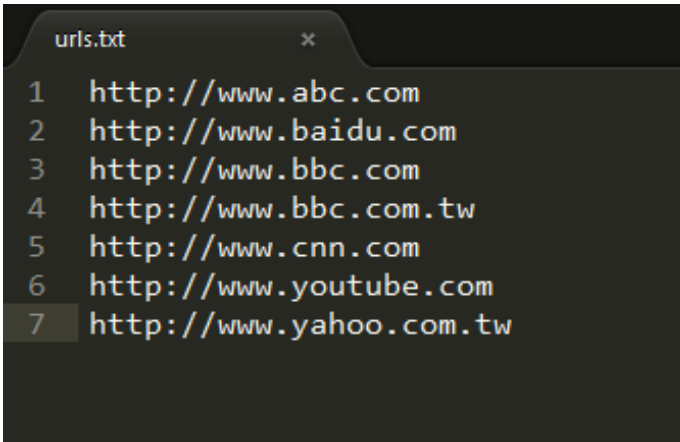 urls.txt ×
1 http://www.abc.com
2 http://www.baidu.com
3 http://www.bbc.com
4 http://www.bbc.com.tw
5 http://www.cnn.com
6 http://www.youtube.com
7 http://www.yahoo.com.tw